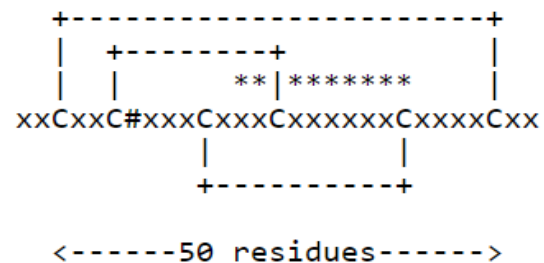 +-----------------------+
  |  +--------+           |
  |  |      **|*******    |
xxCxxC#xxxCxxxCxxxxxxCxxxxCxx
          |          |
          +----------+
  <------50 residues------>